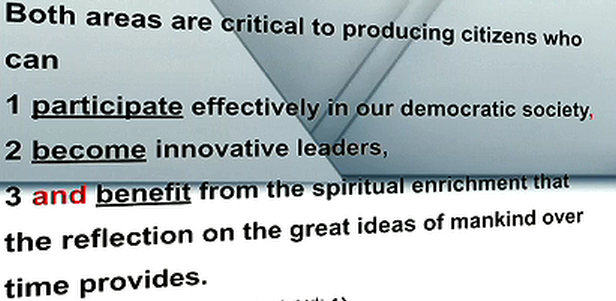 Both areas are critical to producing citizens who
can
1 participate effectively in our democratic society,
2 become innovative leaders,
3 and benefit from the spiritual enrichment that
the reflection on the great ideas of mankind over
time provides.